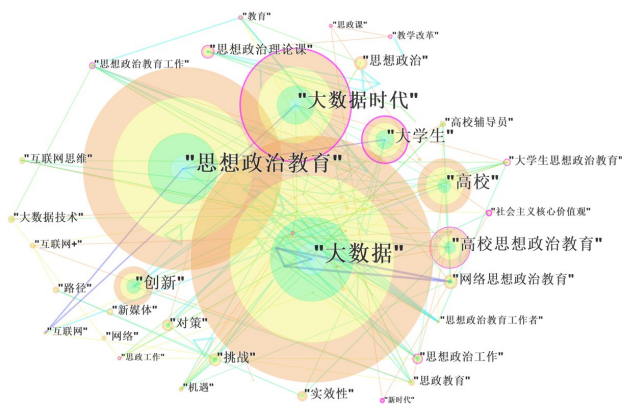 "教育"
"思政课"
"教学改革"
"思想政治理论课"
"思想政治教育工作"
"思想政治"
"大数据时代"
"高校辅导员"
"大学生"
"互联网思维"
"思想政治教育"
"大学生思想政治教育"
"高校"
"大数据技术"
"社会主义核心价值观"
"互联网+"
"大数据"
"高校思想政治教育"
"路径"
"创新"
"网络思想政治教育"
"新媒体"
"互联网"
"网络"
"对策"
"思想政治教育工作者"
"思政工作"
"挑战"
"思想政治工作"
"机遇"
"实效性"
"思政教育"
"新时代"